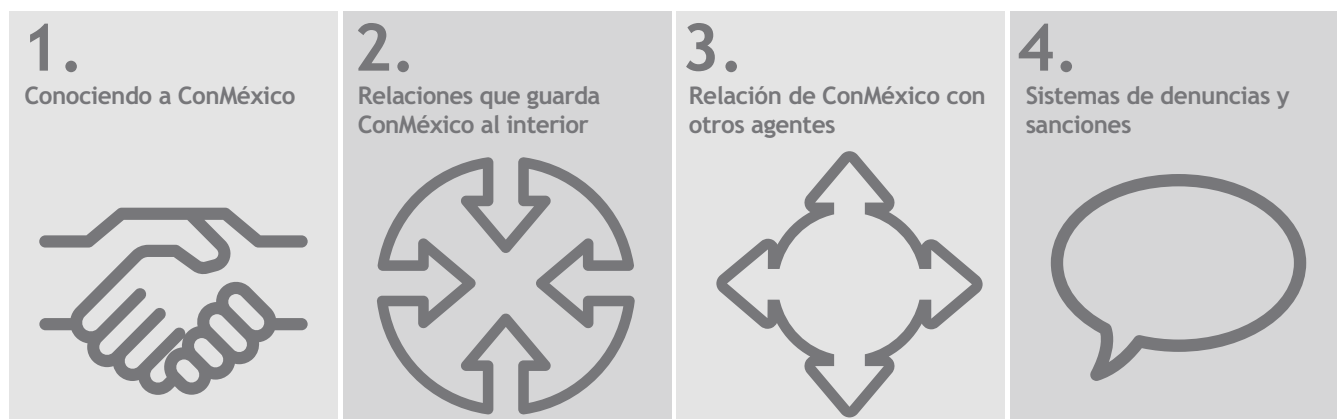 1.
Conociendo a ConMéxico
2.
Relaciones que guarda
ConMéxico al interior
3.
Relación de ConMéxico con
otros agentes
4.
Sistemas de denuncias y
sanciones